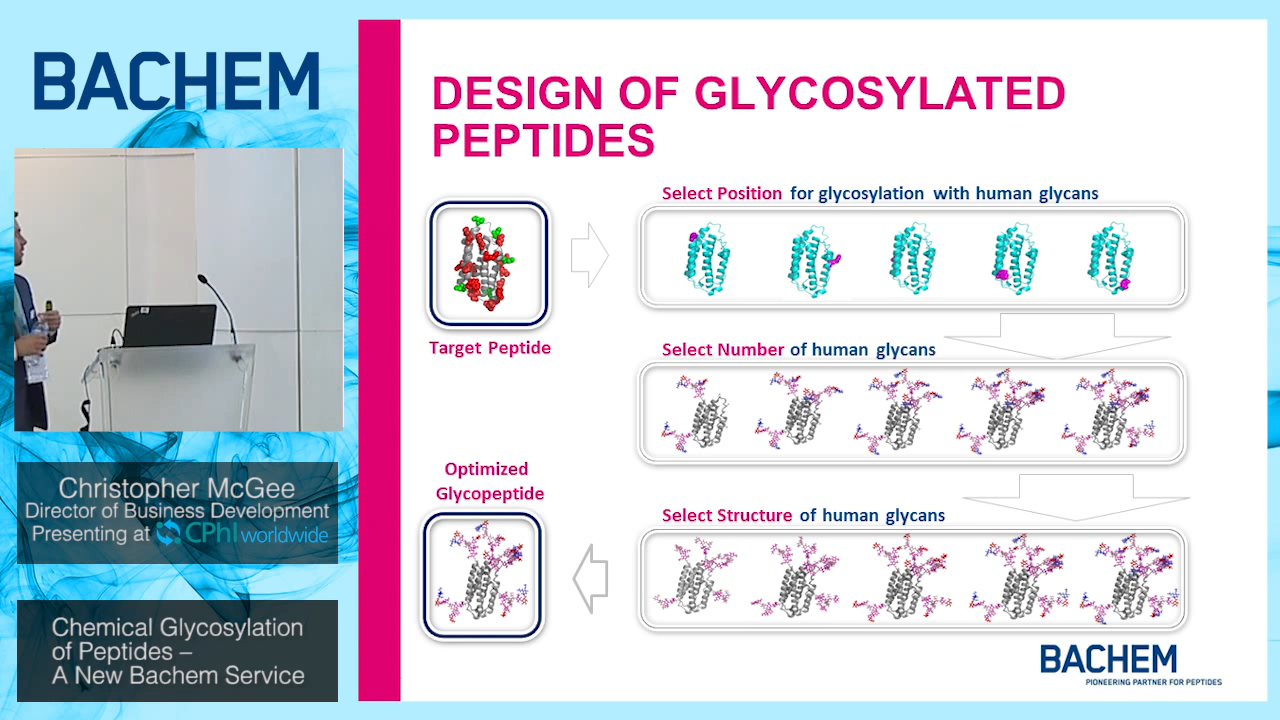 BACHEM
DESIGN OF GLYCOSYLATED
PEPTIDES
Select Position for glycosylation with human glycans
Target Peptide
Select Number of human glycans
Optimized
Glycopeptide
Select Structure of human glycans
Christopher McGee
Director of Business Development
Presenting at CPhI worldwide
Chemical Glycosylation
of Peptides –
A New Bachem Service
BACHEM
PIONEERING PARTNER FOR PEPTIDES